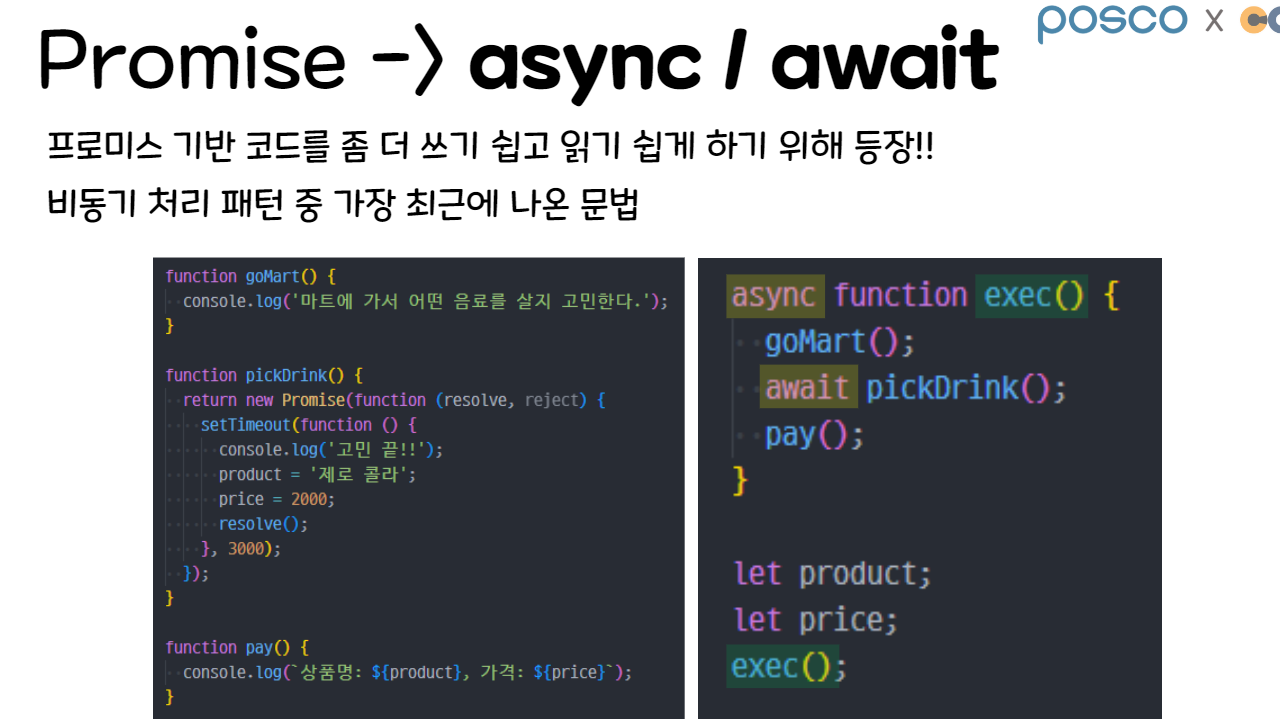 posco x
Promise -> async / await
프로미스 기반 코드를 좀 더 쓰기 쉽고 읽기 쉽게 하기 위해 등장!!
비동기 처리 패턴 중 가장 최근에 나온 문법
function goMart() {
console.log('마트에 가서 어떤 음료를 살지 고민한다.');
}
function pickDrink() {
return new Promise(function (resolve, reject) {
setTimeout(function () {
console.log('고민 끝!!');
product = '제로 콜라';
price = 2000;
resolve();
}, 3000);
});
}
function pay() {
console.log(`상품명: ${product}, 가격: ${price}`);
}
async function exec() {
goMart();
await pickDrink();
pay();
}
let product;
let price;
exec();